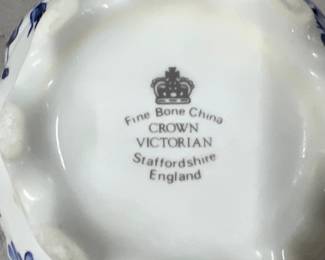 Fine Bone China
CROWN
VICTORIAN
Staffordshire
England